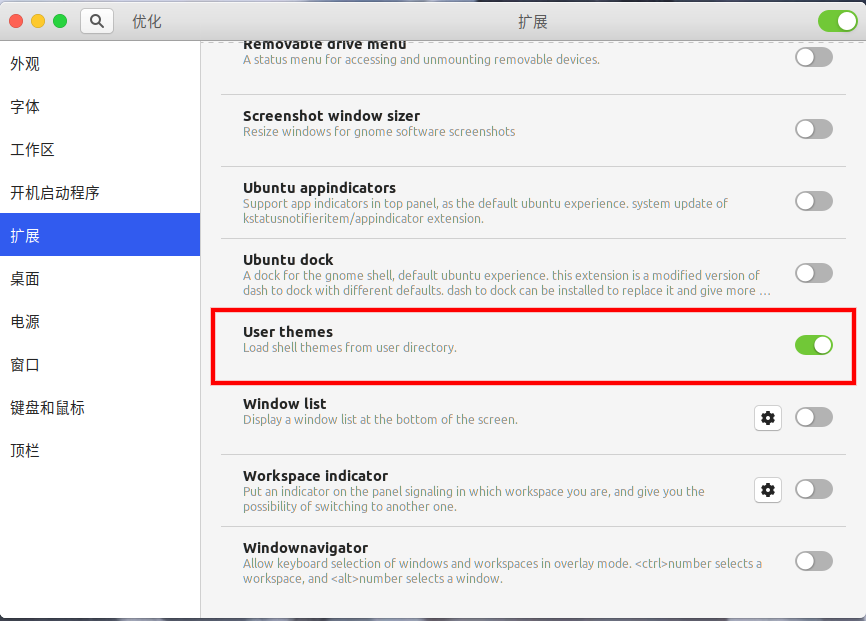 优化
扩展
外观
字体
工作区
开机启动程序
扩展
桌面
电源
窗口
键盘和鼠标
顶栏
Removable drive menu
A status menu for accessing and unmounting removable devices.
Screenshot window sizer
Resize windows for gnome software screenshots
Ubuntu appindicators
Support app indicators in top panel, as the default ubuntu experience. system update of
kstatusnotifieritem/appindicator extension.
Ubuntu dock
A dock for the gnome shell, default ubuntu experience. this extension is a modified version of
dash to dock with different defaults. dash to dock can be installed to replace it and give more …
User themes
Load shell themes from user directory.
Window list
Display a window list at the bottom of the screen.
Workspace indicator
Put an indicator on the panel signaling in which workspace you are, and give you the
possibility of switching to another one.
Windownavigator
Allow keyboard selection of windows and workspaces in overlay mode. <ctrl>number selects a
workspace, and <alt>number selects a window.